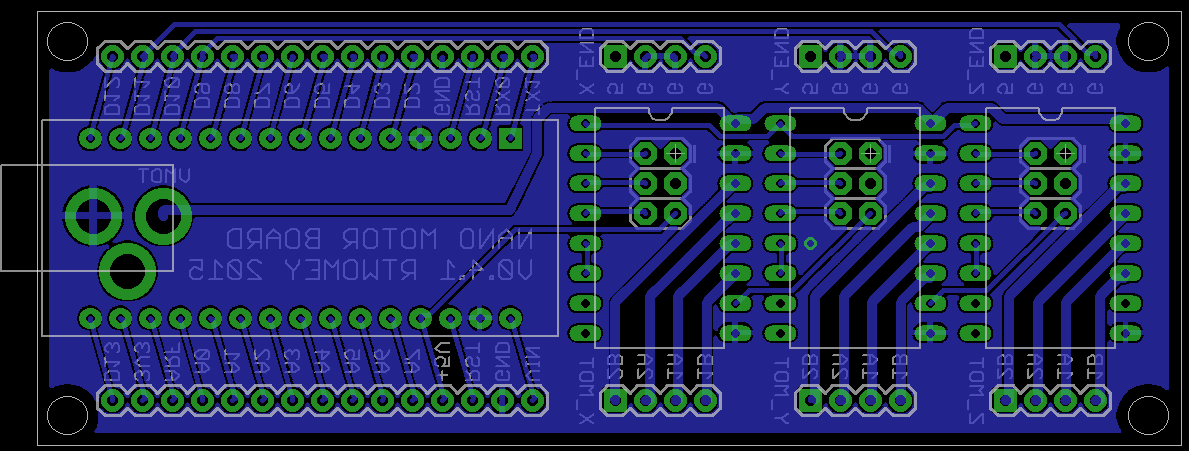 D12 D11 D10 D9 D8 D7 D6 D5 D4 D3 D2 GND RST RX0 TX1
X_END S G G G
Y_END S G G G
Z_END S G G G
VMOT
NANO MOTOR BOARD
V0.4.1 RTWOMEY 2015
D13 3V3 ARF A0 A1 A2 A3 A4 A5 A6 A7 +5V RST GND VIN
X_MOT 2B 2A 1A 1B
Y_MOT 2B 2A 1A 1B
Z_MOT 2B 2A 1A 1B